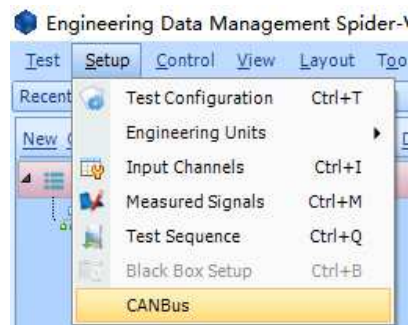 Engineering Data Management Spider-
Test Setup Control View Layout
Recent
Test Configuration Ctrl+T
New
Engineering Units
Input Channels Ctrl+I
Measured Signals Ctrl+M
Test Sequence Ctrl+Q
Black Box Setup Ctrl+B
CANBus